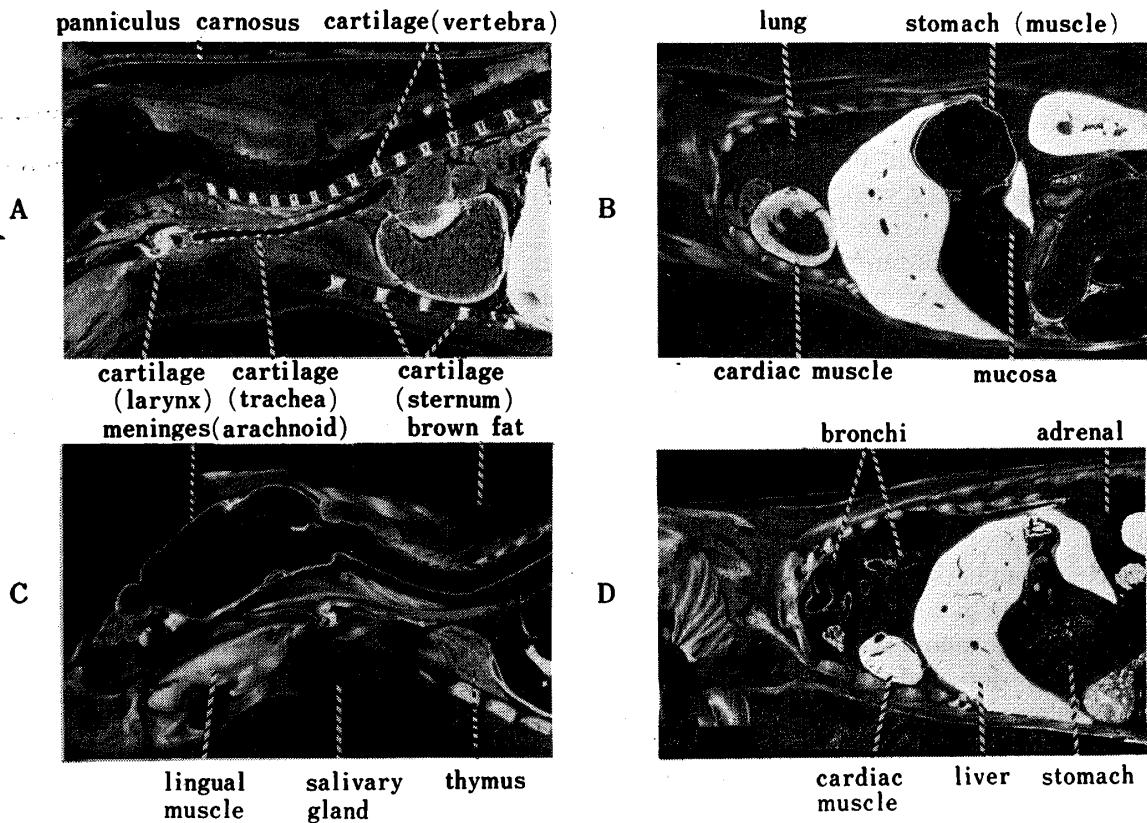 panniculus carnosus cartilage(vertebra)
lung stomach (muscle)
A
B
cartilage cartilage cartilage
(larynx) (trachea) (sternum)
meninges(arachnoid) brown fat
cardiac muscle mucosa
bronchi adrenal
C
D
lingual salivary thymus
muscle gland
cardiac liver stomach
muscle